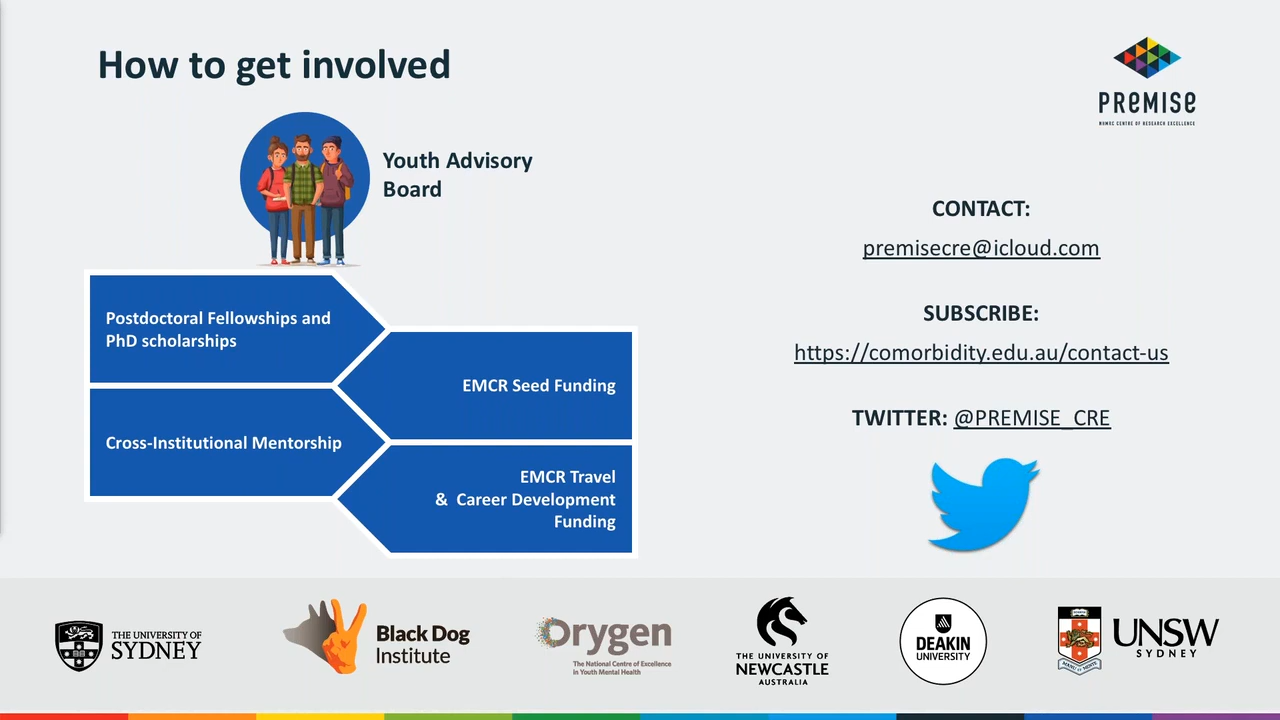 How to get involved
PREMISE
NHMRC CENTRE OF RESEARCH EXCELLENCE
Youth Advisory
Board
Postdoctoral Fellowships and
PhD scholarships
EMCR Seed Funding
Cross-Institutional Mentorship
EMCR Travel
& Career Development
Funding
CONTACT:
premisecre@icloud.com
SUBSCRIBE:
https://comorbidity.edu.au/contact-us
TWITTER: @PREMISE_CRE
THE UNIVERSITY OF
SYDNEY
Black Dog
Institute
Orygen
The National Centre of Excellence
in Youth Mental Health
THE UNIVERSITY OF
NEWCASTLE
AUSTRALIA
DEAKIN
UNIVERSITY
UNSW
SYDNEY